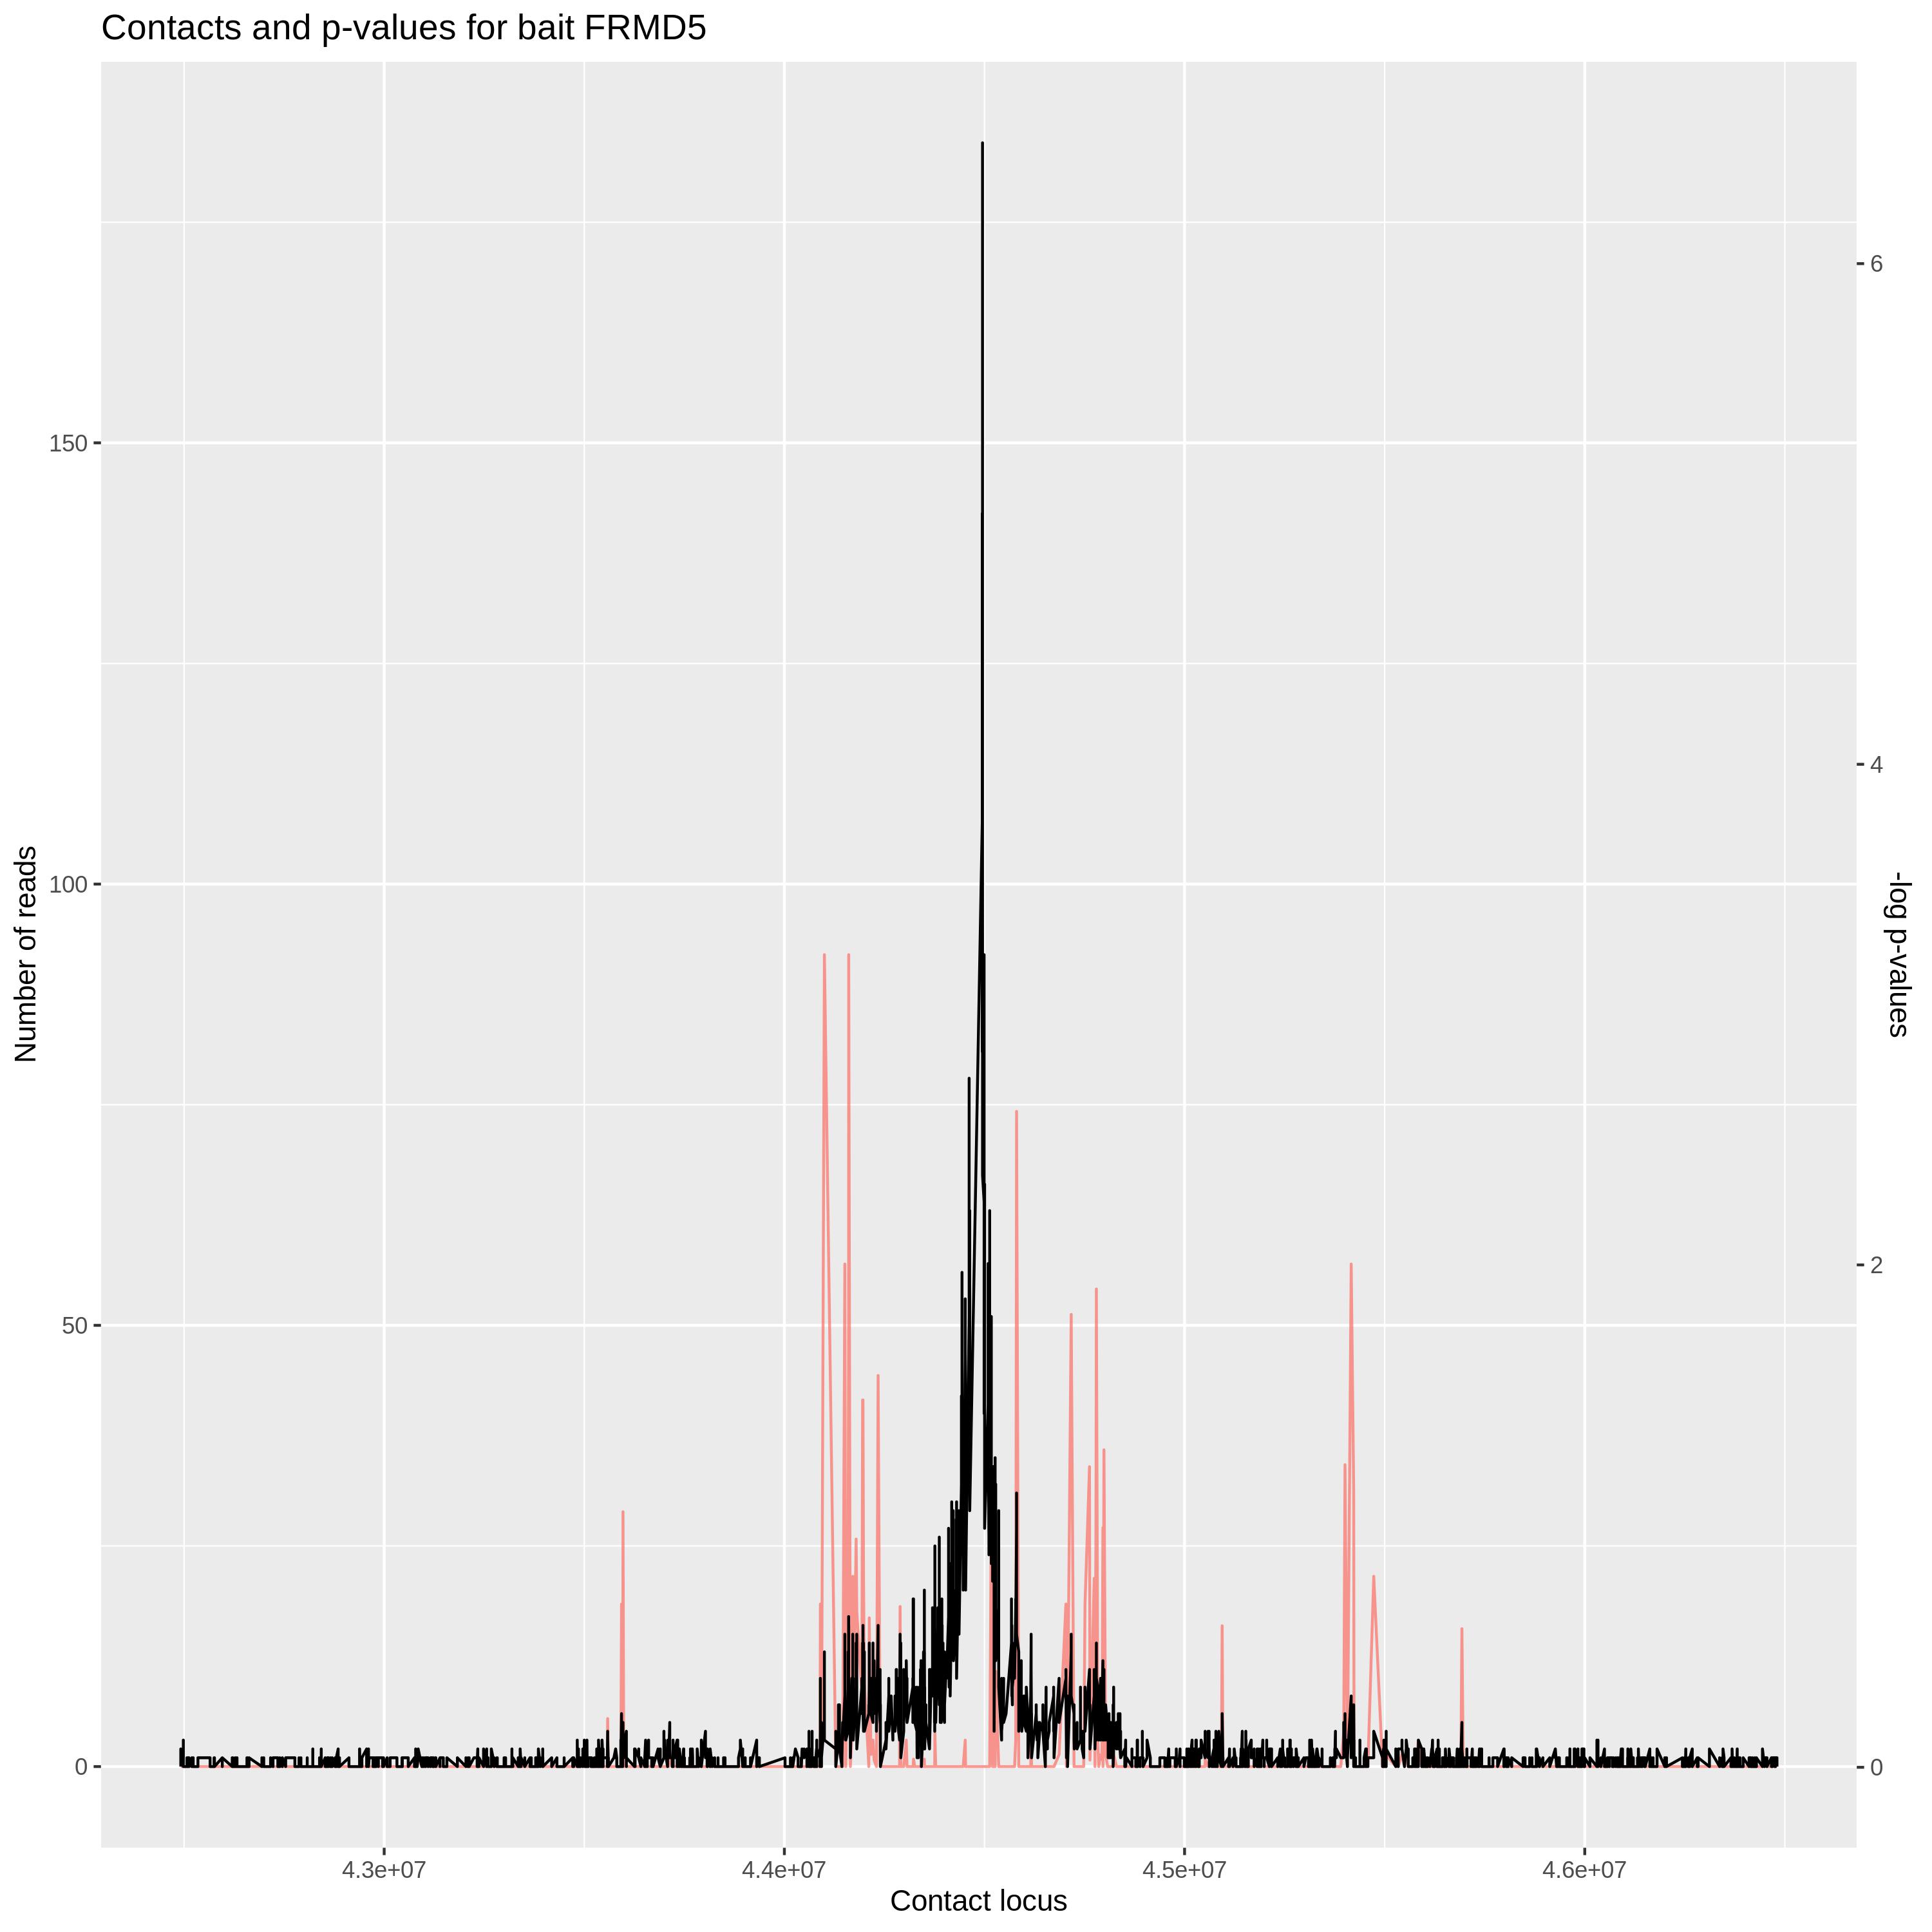 Contacts and p-values for bait FRMD5
Number of reads
150
100
50
0
6
4
2
0
-log p-values
4.3e+07 4.4e+07 4.5e+07 4.6e+07
Contact locus